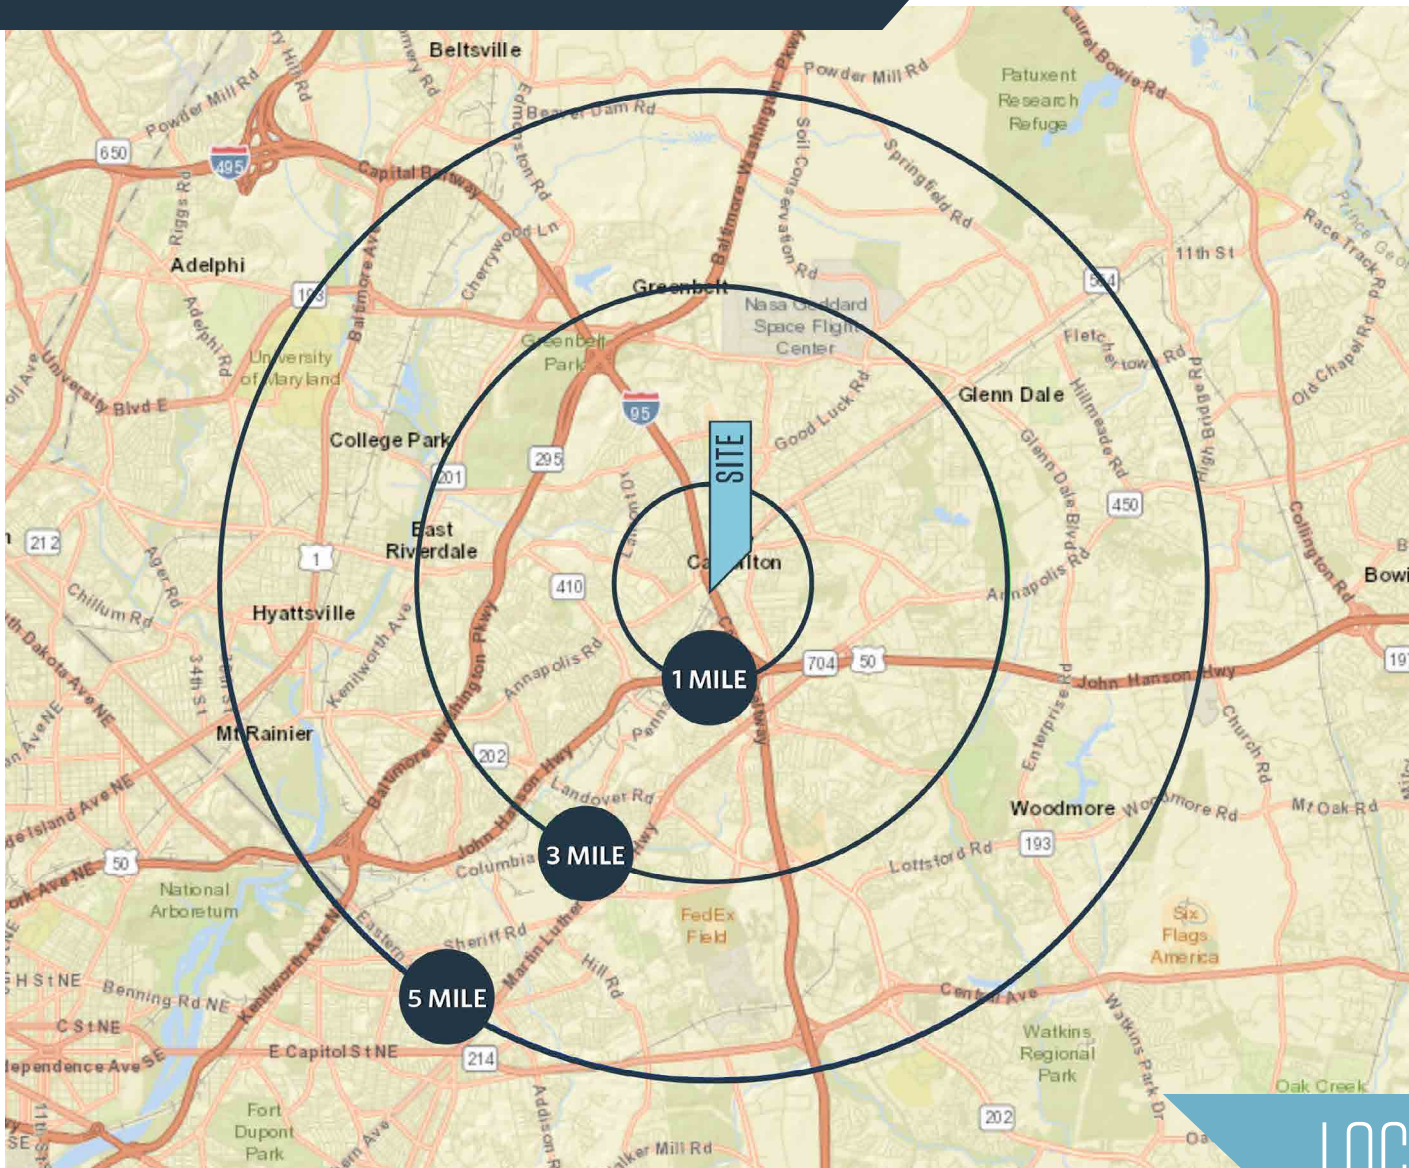 Beltsville
Powder Mill Rd
Laurel Bowie Rd
Patuxent
Research
Refuge
Powder Mill Rd
Edmonston Rd
Beaver Dam Rd
Baltimore Washington Pkwy
Soil Conservation Rd
Springfield Rd
650
495
Capital Beltway
Riggs Rd
Race Track Rd
11th St
Adelphi
Baltimore Ave
Cherrywood Ln
Greenbelt
564
193
Adelphi Rd
Nasa Goddard
Space Flight
Center
Greenbelt
Park
Fletchertown Rd
Old Chapel Rd
University
of Maryland
University Blvd E
95
Good Luck Rd
Glenn Dale
Hillmeade Rd
High Bridge Rd
College Park
SITE
Glenn Dale Blvd
295
201
450
Collington Rd
212
East
Riverdale
1
Ager Rd
410
Annapolis Rd
Chillum Rd
Hyattsville
Kenilworth Ave
34th St
Annapolis Rd
704
50
1 MILE
John Hanson Hwy
Enterprise Rd
Church Rd
Mt Rainier
Baltimore Washington Pkwy
202
John Hanson Hwy
Landover Rd
Woodmore
Woodmore Rd
Mt Oak Rd
193
Lottsford Rd
50
Columbia
3 MILE
National
Arboretum
FedEx
Field
Six
Flags
America
Eastern
Sheriff Rd
Martin Luther
Hwy
Hill Rd
H St NE
Benning Rd NE
Kenilworth Ave NE
5 MILE
Central Ave
C St NE
E Capitol St NE
214
Watkins
Regional
Park
Watkins Park Dr
Oak Creek
Fort
Dupont
Park
Addison R
202
LOC